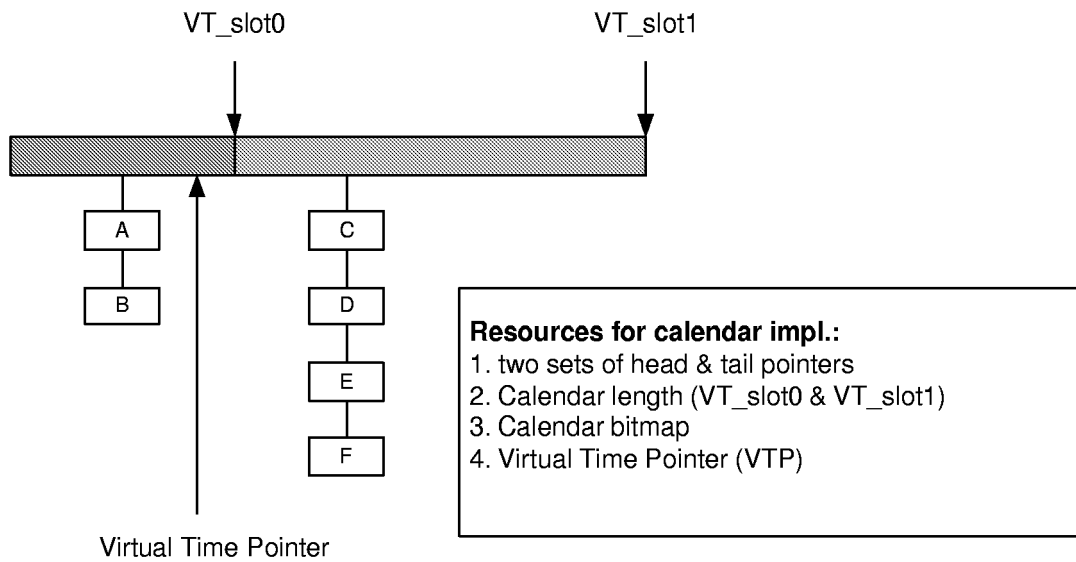 VT_slot0
VT_slot1
A
C
B
D
E
F
Resources for calendar impl.:
1. two sets of head & tail pointers
2. Calendar length (VT_slot0 & VT_slot1)
3. Calendar bitmap
4. Virtual Time Pointer (VTP)
Virtual Time Pointer